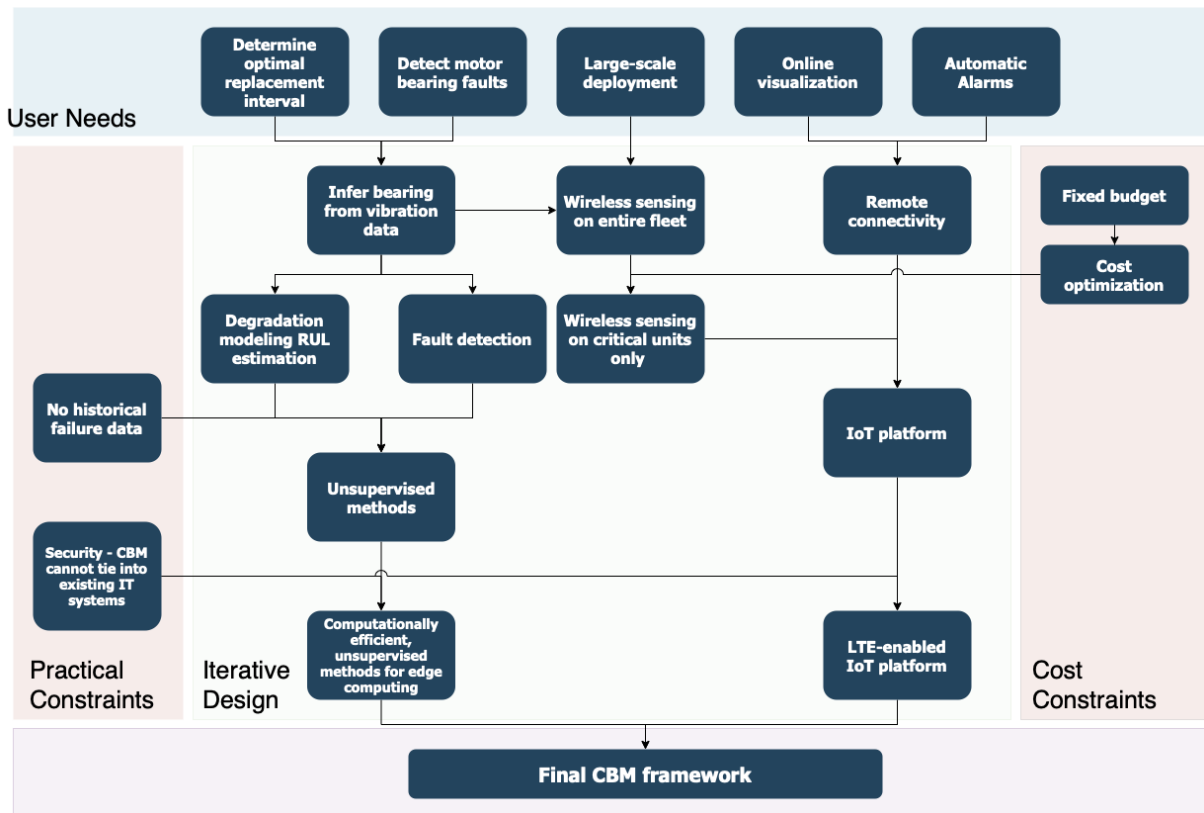 Determine
optimal
replacement
interval
Detect motor
bearing faults
Large-scale
deployment
Online
visualization
Automatic
Alarms
User Needs
Infer bearing
from vibration
data
Wireless sensing
on entire fleet
Remote
connectivity
Fixed budget
Cost
optimization
Degradation
modeling RUL
estimation
Fault detection
Wireless sensing
on critical units
only
No historical
failure data
IoT platform
Unsupervised
methods
Security - CBM
cannot tie into
existing IT
systems
Computationally
efficient,
unsupervised
methods for edge
computing
LTE-enabled
IoT platform
Practical
Constraints
Iterative
Design
Cost
Constraints
Final CBM framework